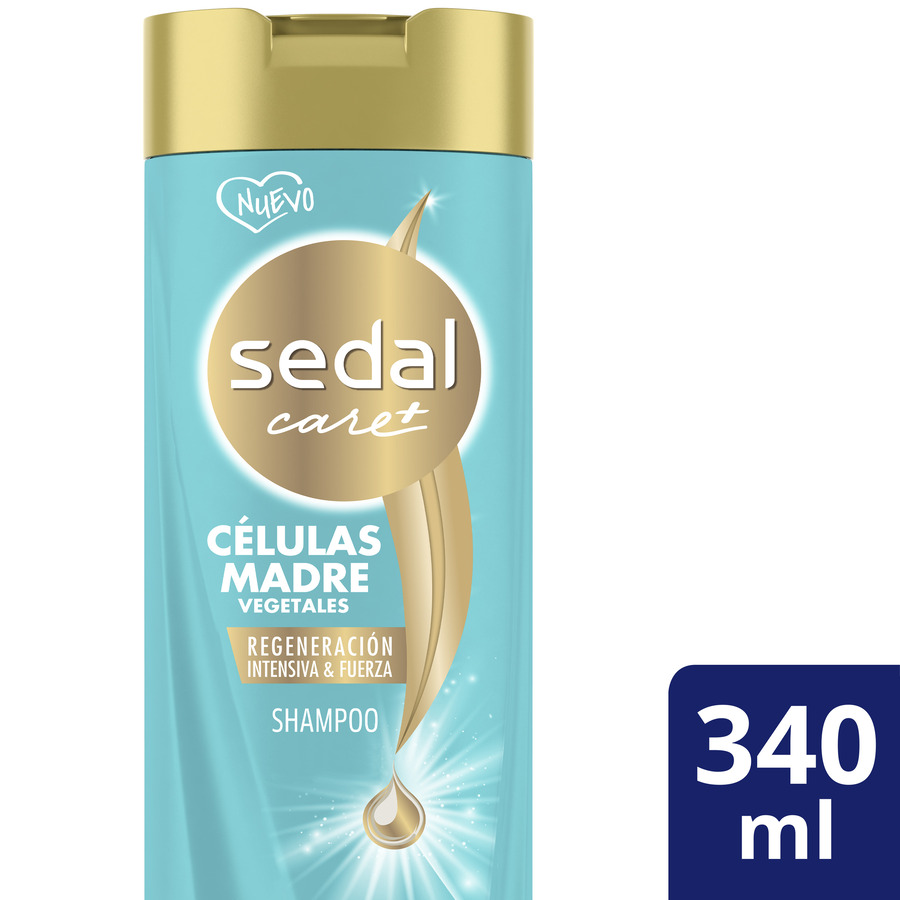 NUEVO
sedal
care+
CÉLULAS
MADRE
VEGETALES
REGENERACIÓN
INTENSIVA & FUERZA
SHAMPOO
340
ml